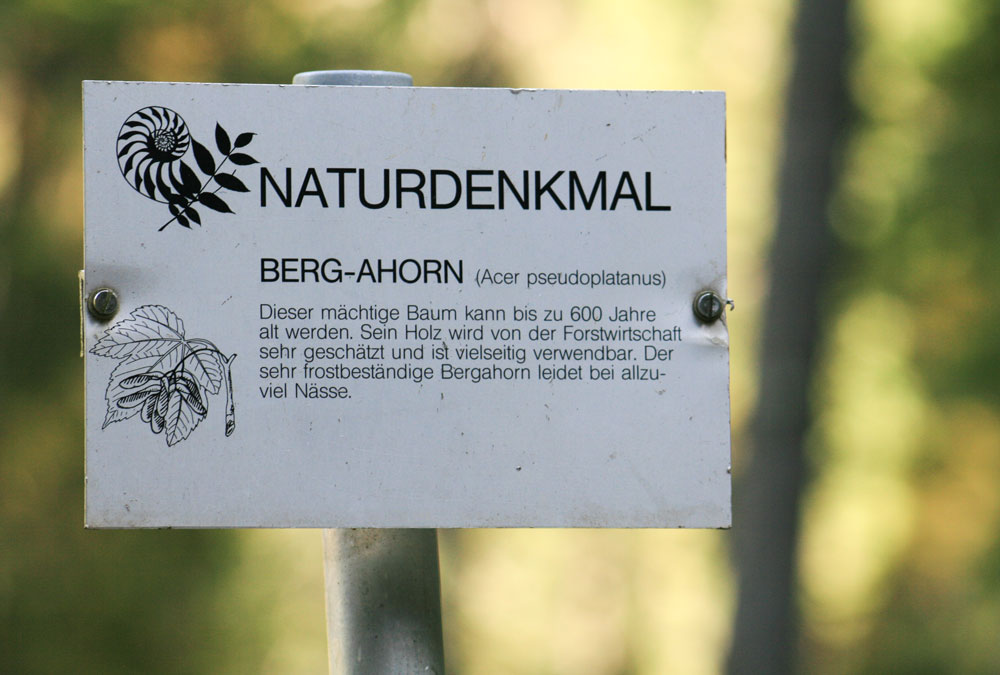 NATURDENKMAL
BERG-AHORN (Acer pseudoplatanus)
Dieser mächtige Baum kann bis zu 600 Jahre
alt werden. Sein Holz wird von der Forstwirtschaft
sehr geschätzt und ist vielseitig verwendbar. Der
sehr frostbeständige Bergahorn leidet bei allzu-
viel Nässe.